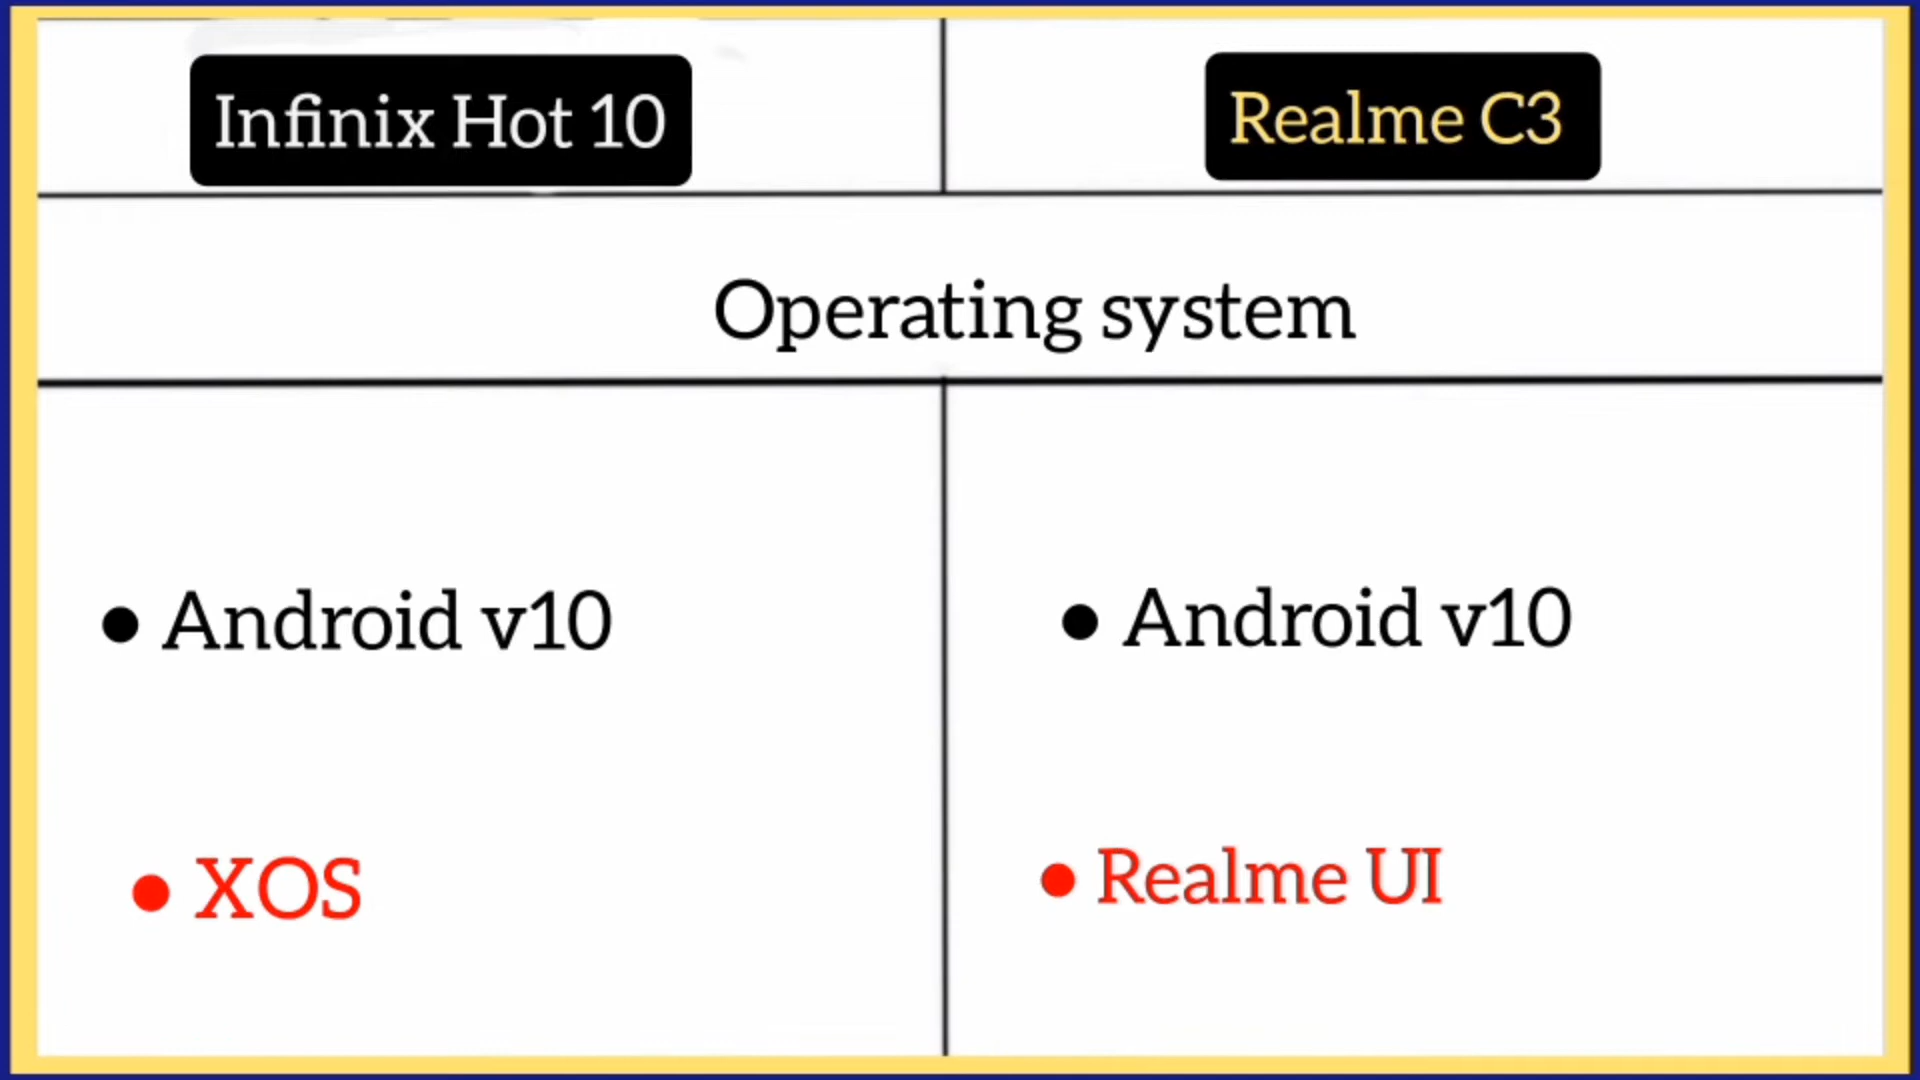 Infinix Hot 10
Realme C3
Operating system
• Android v10
• Android v10
• XOS
• Realme UI